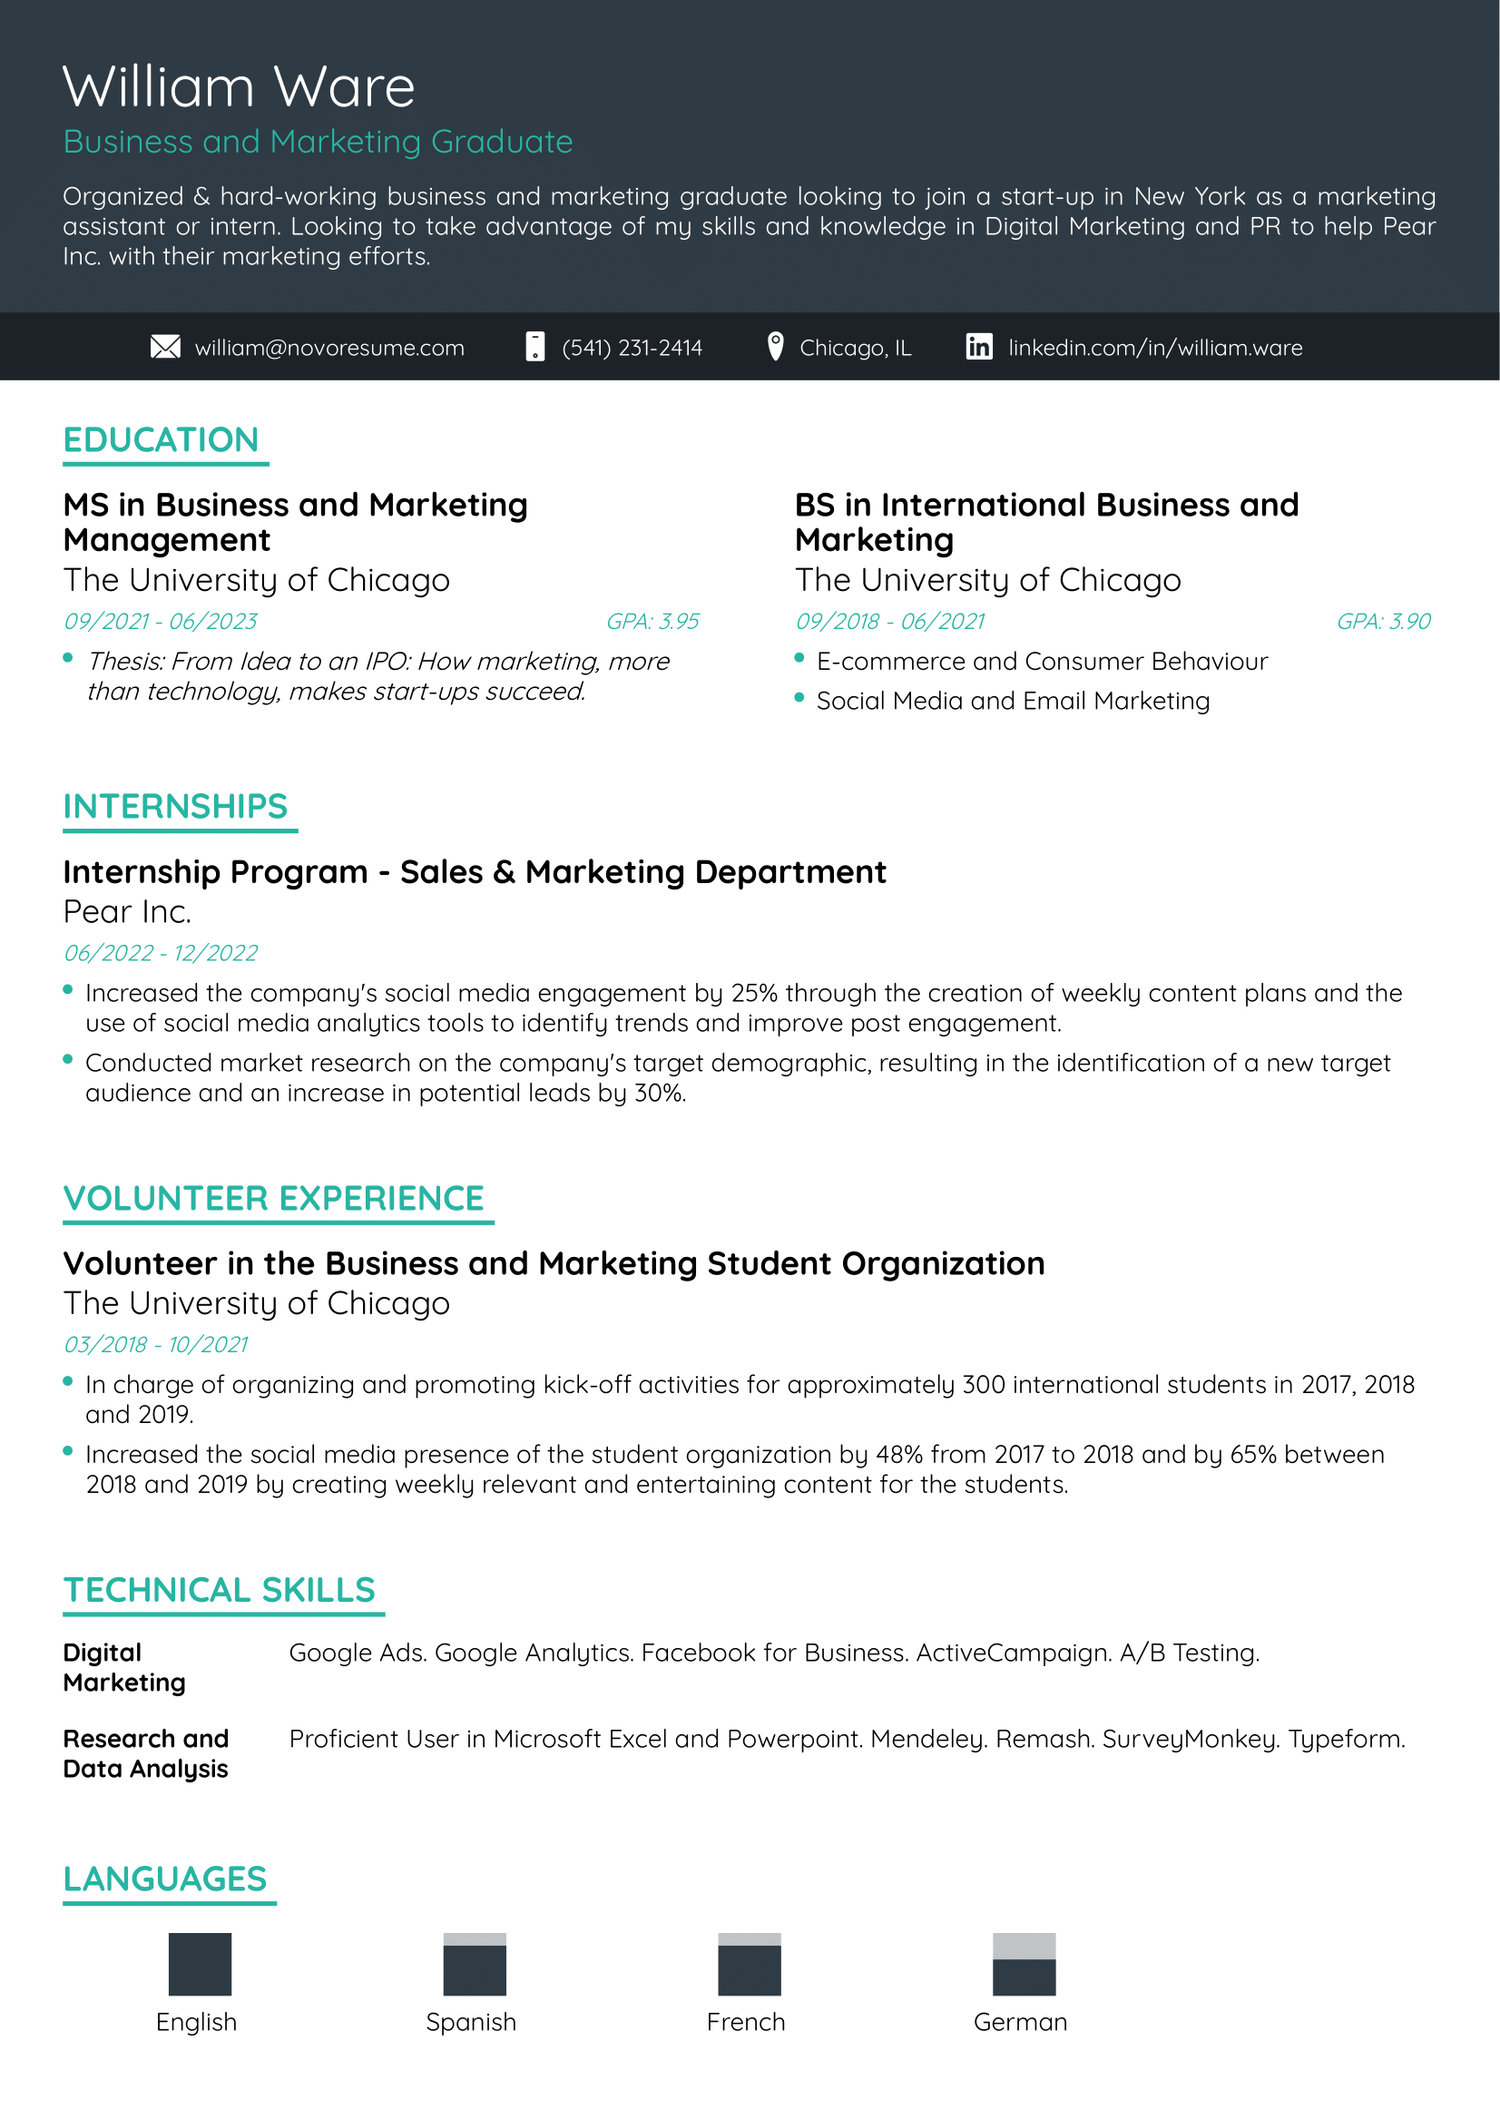 William Ware
Business and Marketing Graduate
Organized & hard-working business and marketing graduate looking to join a start-up in New York as a marketing
assistant or intern. Looking to take advantage of my skills and knowledge in Digital Marketing and PR to help Pear
Inc. with their marketing efforts.
william@novoresume.com
(541) 231-2414
Chicago, IL
linkedin.com/in/william.ware
EDUCATION
MS in Business and Marketing
Management
The University of Chicago
09/2021 - 06/2023 GPA: 3.95
Thesis: From Idea to an IPO: How marketing, more
than technology, makes start-ups succeed.
BS in International Business and
Marketing
The University of Chicago
09/2018 - 06/2021 GPA: 3.90
E-commerce and Consumer Behaviour
Social Media and Email Marketing
INTERNSHIPS
Internship Program - Sales & Marketing Department
Pear Inc.
06/2022 - 12/2022
Increased the company's social media engagement by 25% through the creation of weekly content plans and the
use of social media analytics tools to identify trends and improve post engagement.
Conducted market research on the company's target demographic, resulting in the identification of a new target
audience and an increase in potential leads by 30%.
VOLUNTEER EXPERIENCE
Volunteer in the Business and Marketing Student Organization
The University of Chicago
03/2018 - 10/2021
In charge of organizing and promoting kick-off activities for approximately 300 international students in 2017, 2018
and 2019.
Increased the social media presence of the student organization by 48% from 2017 to 2018 and by 65% between
2018 and 2019 by creating weekly relevant and entertaining content for the students.
TECHNICAL SKILLS
Digital
Marketing
Google Ads. Google Analytics. Facebook for Business. ActiveCampaign. A/B Testing.
Research and
Data Analysis
Proficient User in Microsoft Excel and Powerpoint. Mendeley. Remash. SurveyMonkey. Typeform.
LANGUAGES
English
Spanish
French
German